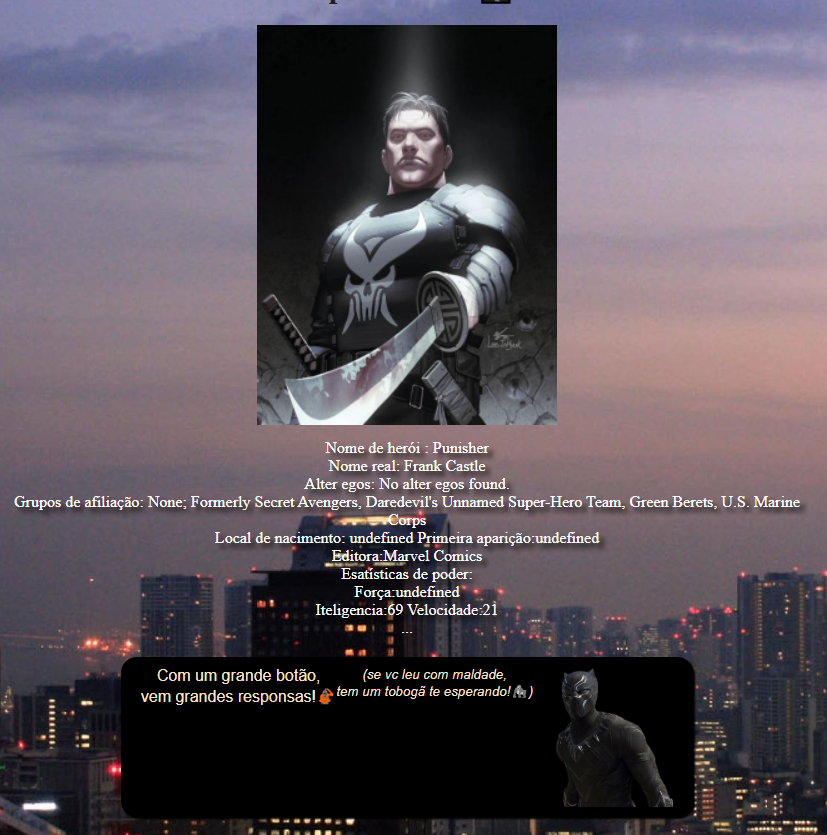 Nome de herói : Punisher
Nome real: Frank Castle
Alter egos: No alter egos found.
Grupos de afiliação: None; Formerly Secret Avengers, Daredevil's Unnamed Super-Hero Team, Green Berets, U.S. Marine
Corps
Local de nacimento: undefined Primeira aparição:undefined
Editora:Marvel Comics
Esatísticas de poder:
Força:undefined
Iteligencia:69 Velocidade:21
...
Com um grande botão,
vem grandes responsas!
(se vc leu com maldade,
tem um tobogã te esperando! )